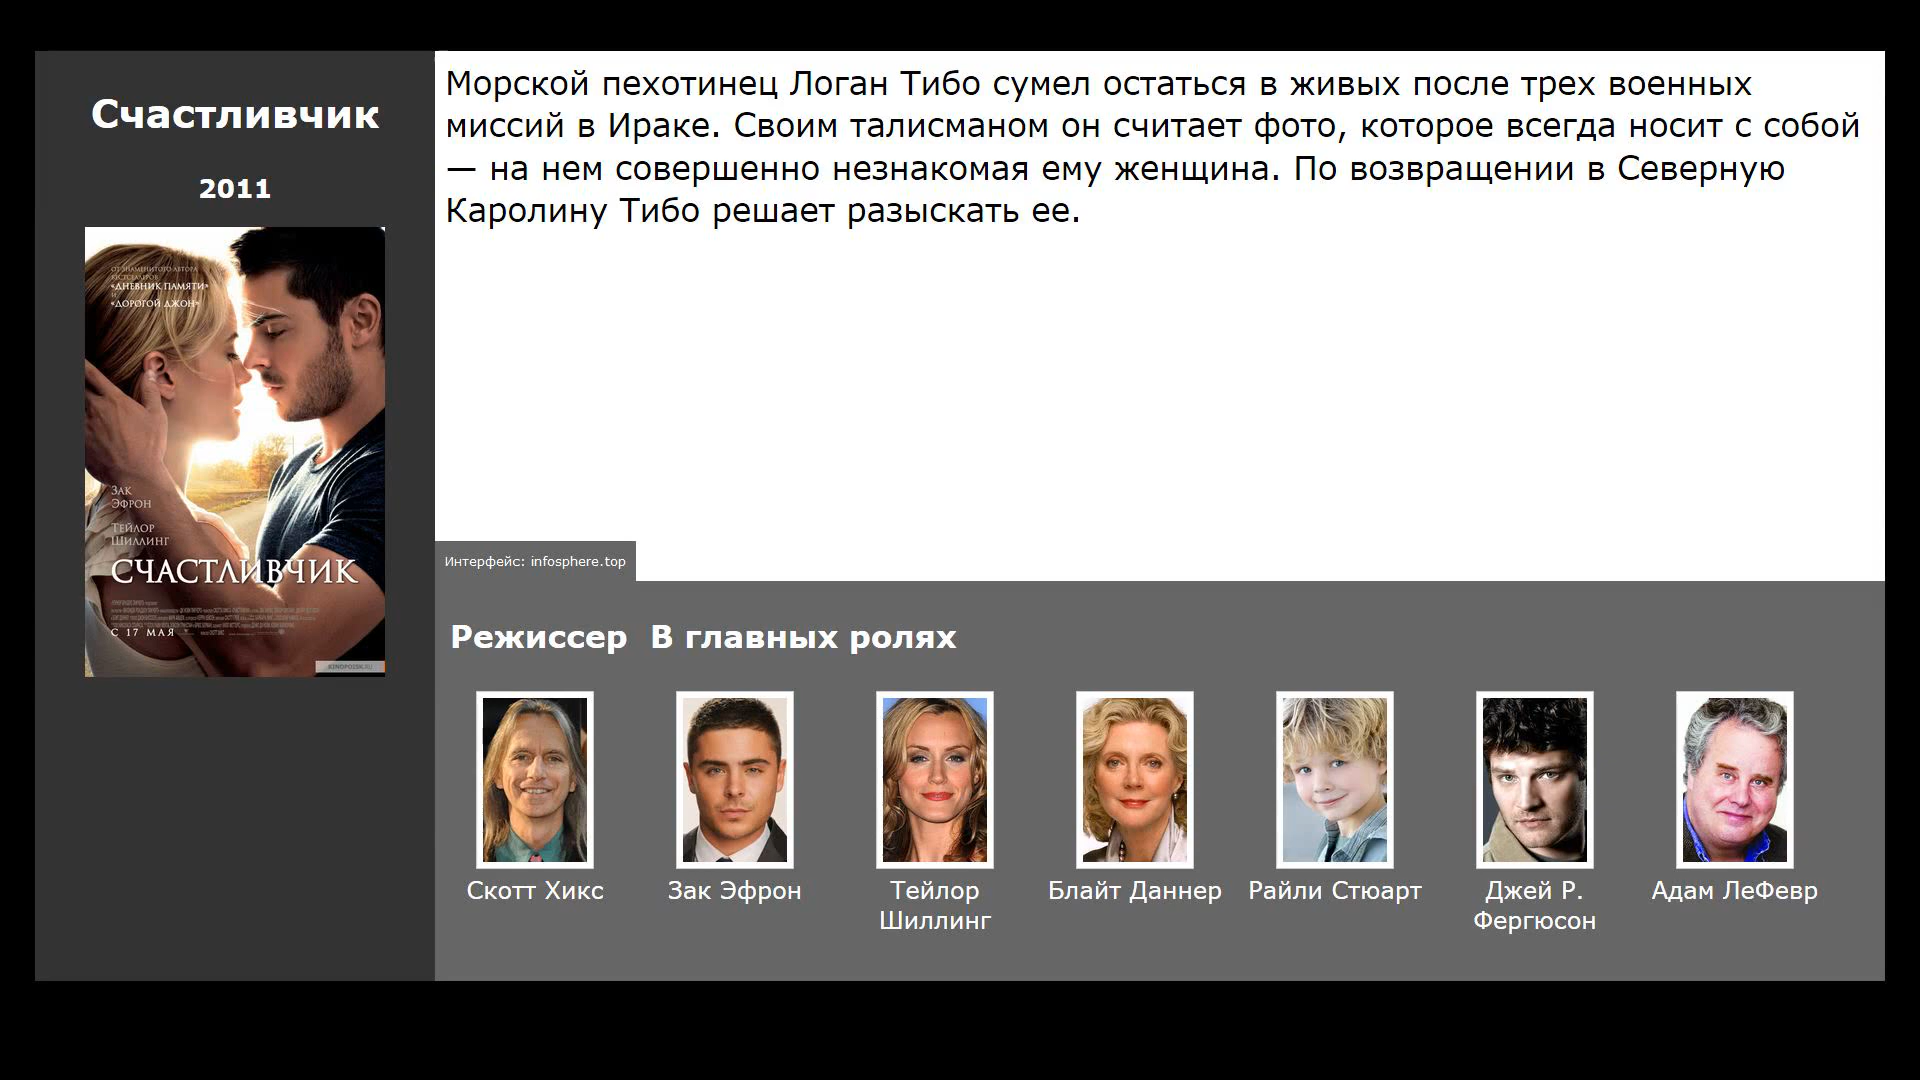 Счастливчик
2011
ОТ ЗНАМЕНИТОГО АВТОРА
БЕСТСЕЛЛЕРОВ
«ДНЕВНИК ПАМЯТИ»
И
«ДОРОГОЙ ДЖОН»
ЗАК
ЭФРОН
ТЕЙЛОР
ШИЛЛИНГ
СЧАСТЛИВЧИК
С 17 МАЯ
KINOPOISK.RU
Морской пехотинец Логан Тибо сумел остаться в живых после трех военных
миссий в Ираке. Своим талисманом он считает фото, которое всегда носит с собой
— на нем совершенно незнакомая ему женщина. По возвращении в Северную
Каролину Тибо решает разыскать ее.
Интерфейс: infosphere.top
Режиссер В главных ролях
Скотт Хикс
Зак Эфрон
Тейлор
Шиллинг
Блайт Даннер
Райли Стюарт
Джей Р.
Фергюсон
Адам ЛеФевр